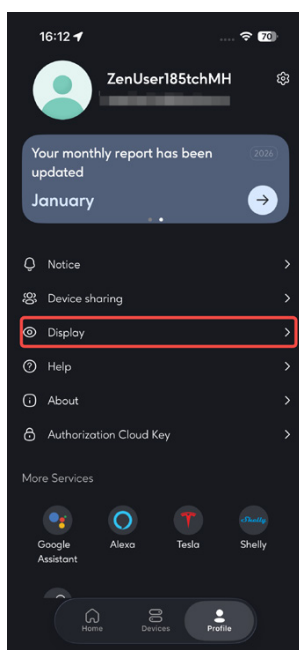 16:12
70
ZenUser185tchMH
Your monthly report has been
updated
2026
January
Notice
Device sharing
Display
Help
About
Authorization Cloud Key
More Services
Shelly
Google
Assistant
Alexa
Tesla
Shelly
Home
Devices
Profile